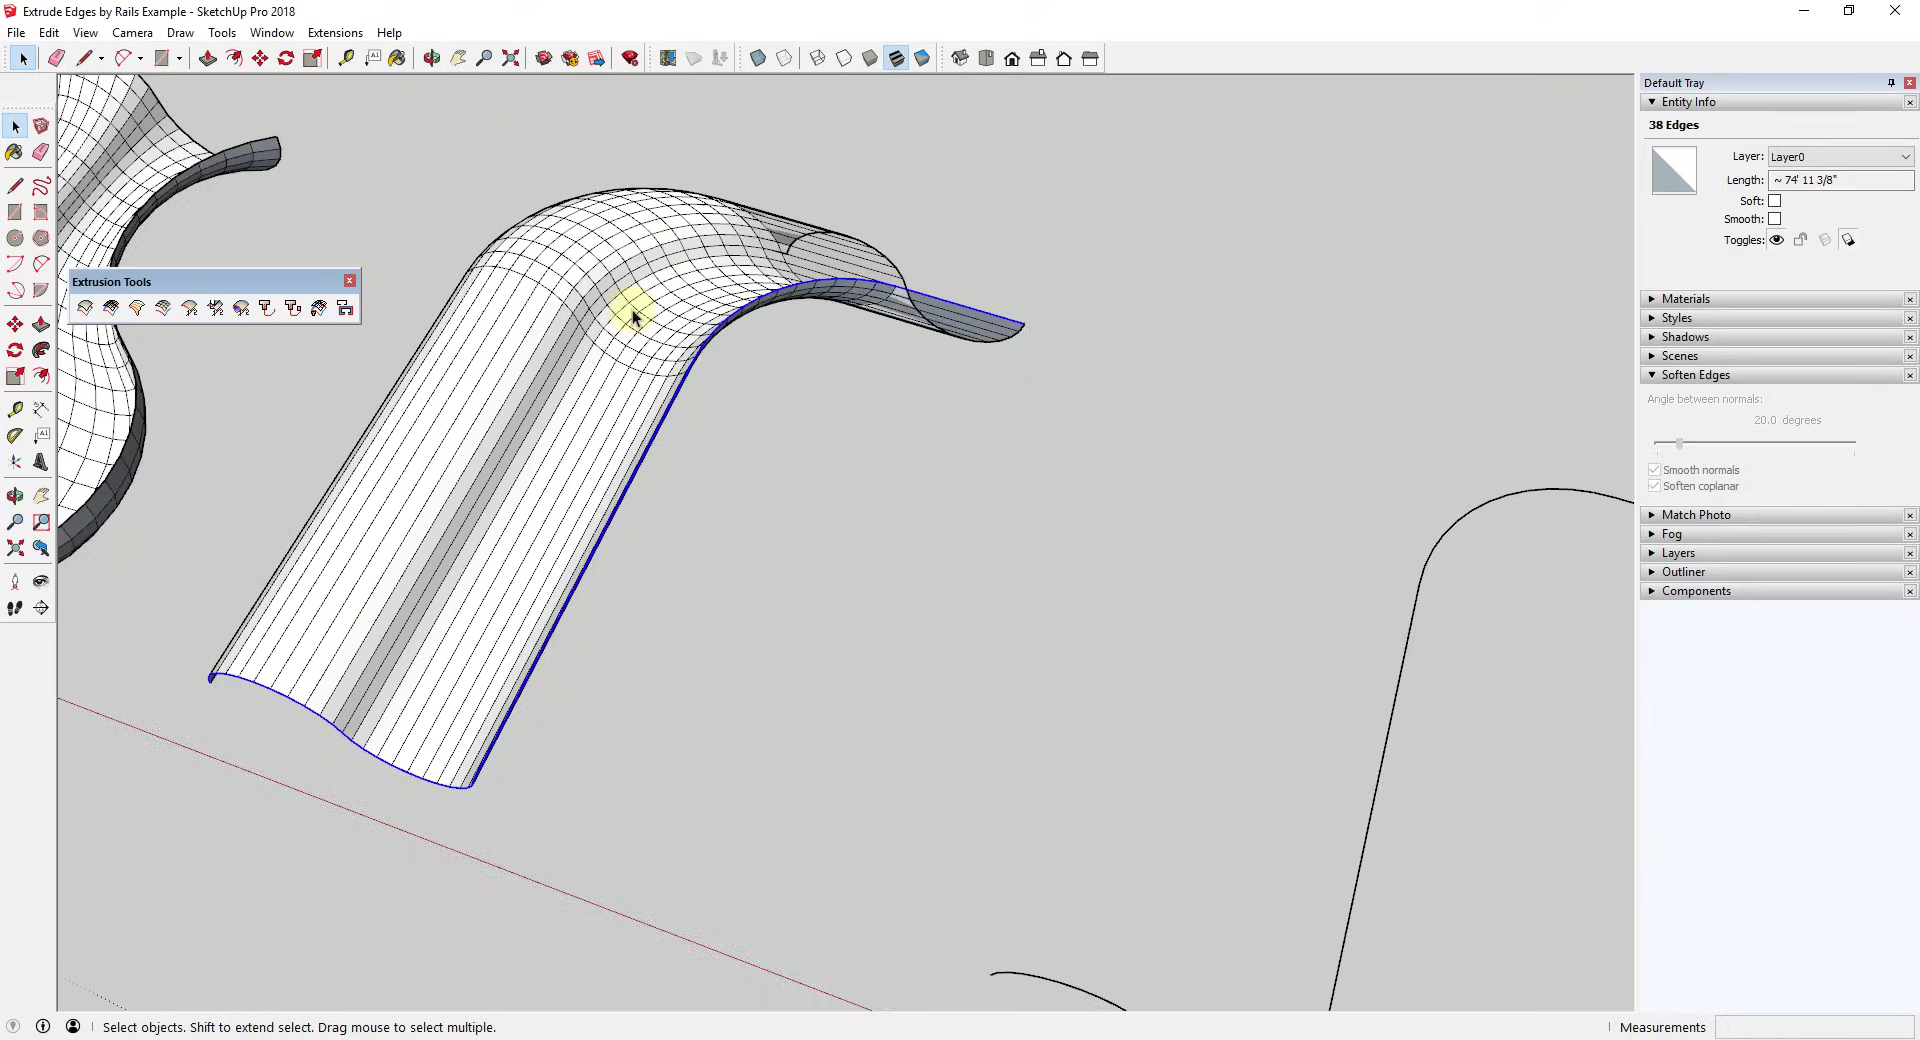 Extrude Edges by Rails Example - SketchUp Pro 2018
File Edit View Camera Draw Tools Window Extensions Help
Default Tray
Entity Info
38 Edges
Layer: Layer0
Length: ~ 74' 11 3/8"
Soft:
Smooth:
Toggles:
Extrusion Tools
Materials
Styles
Shadows
Scenes
Soften Edges
Angle between normals:
20.0 degrees
Smooth normals
Soften coplanar
Match Photo
Fog
Layers
Outliner
Components
Select objects. Shift to extend select. Drag mouse to select multiple.
Measurements